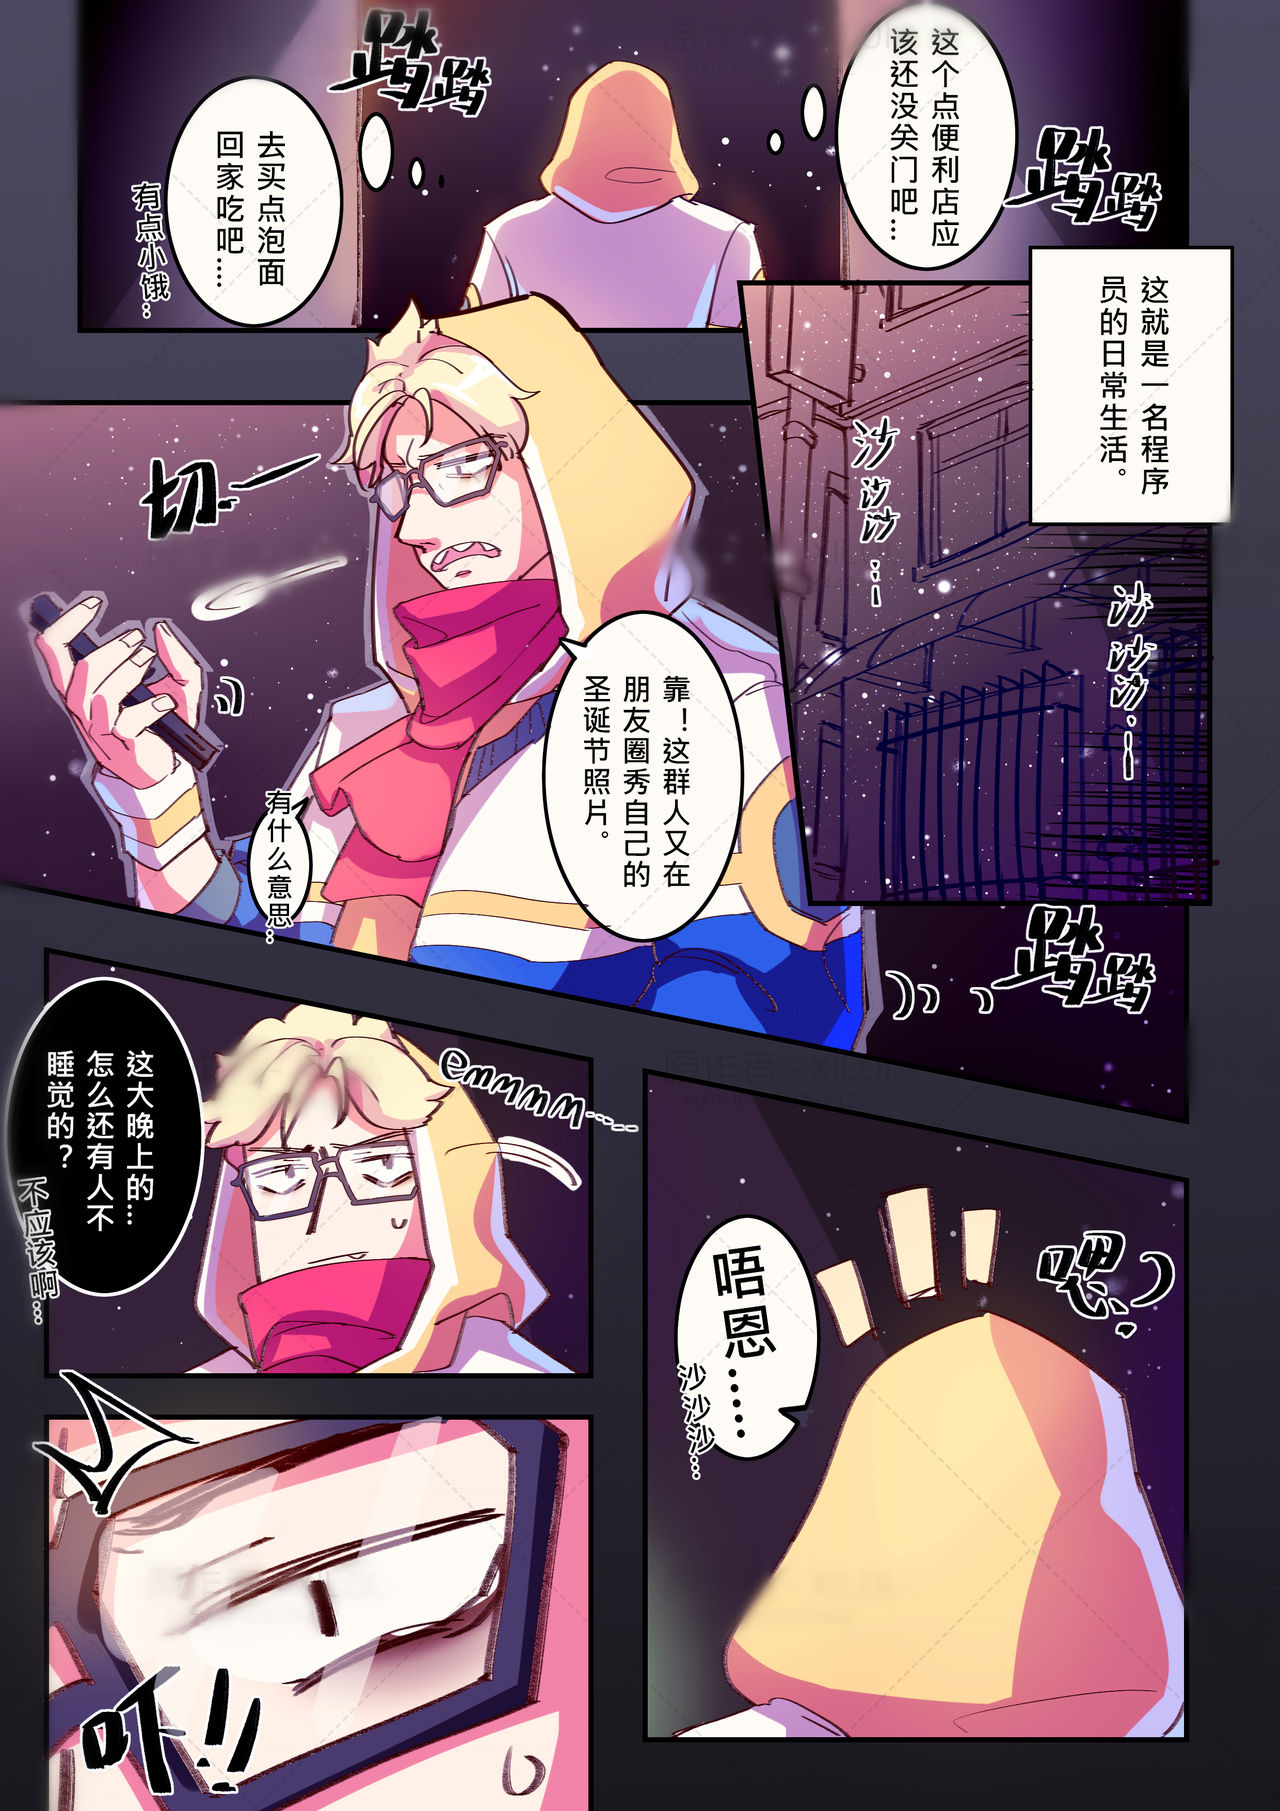 这个点便利店应
该还没关门吧…
踏踏
去买点泡面
回家吃吧…
有点小饿…
踏踏
这就是一名程序
员的日常生活。
沙沙沙…
沙沙沙…
切
靠！这群人又在
朋友圈秀自己的
圣诞节照片。
有什么意思…
踏踏
emmmm……
这大晚上的…
怎么还有人不
睡觉的？
不应该啊…
嗯
唔恩……
沙沙沙…
吓!!
原作者 XILOI